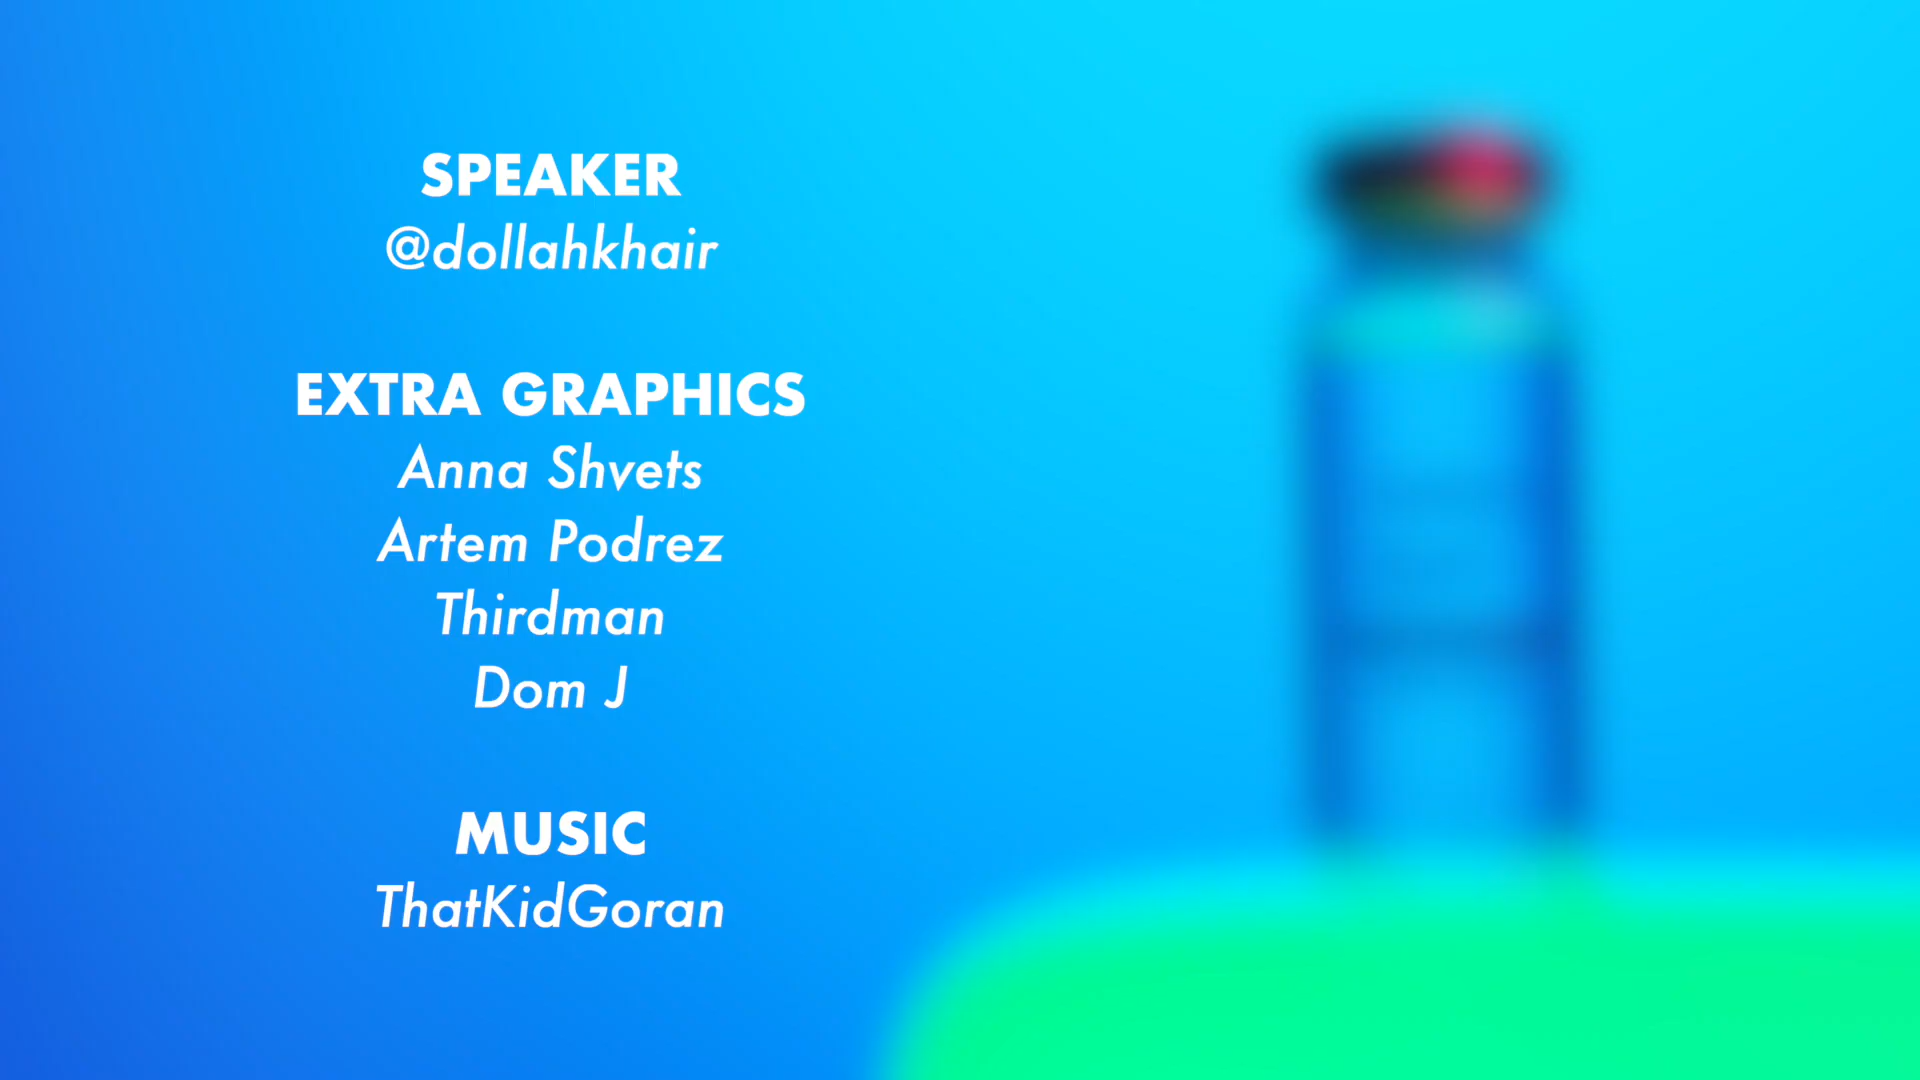 SPEAKER
@dollahkhair
EXTRA GRAPHICS
Anna Shvets
Artem Podrez
Thirdman
Dom J
MUSIC
ThatKidGoran